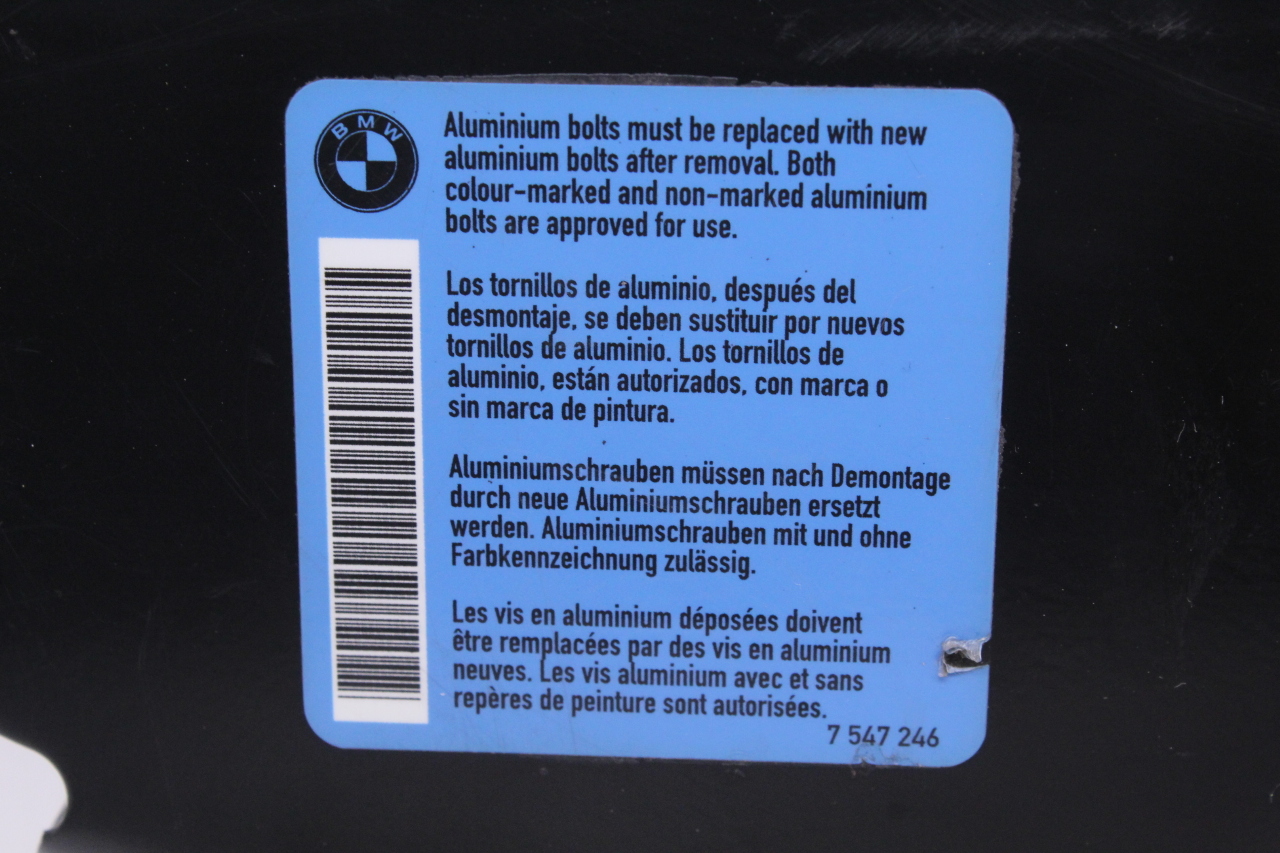 BMW
Aluminium bolts must be replaced with new
aluminium bolts after removal. Both
colour-marked and non-marked aluminium
bolts are approved for use.
Los tornillos de aluminio, después del
desmontaje, se deben sustituir por nuevos
tornillos de aluminio. Los tornillos de
aluminio, están autorizados, con marca o
sin marca de pintura.
Aluminiumschrauben müssen nach Demontage
durch neue Aluminiumschrauben ersetzt
werden. Aluminiumschrauben mit und ohne
Farbkennzeichnung zulässig.
Les vis en aluminium déposées doivent
être remplacées par des vis en aluminium
neuves. Les vis aluminium avec et sans
repères de peinture sont autorisées.
7 547 246